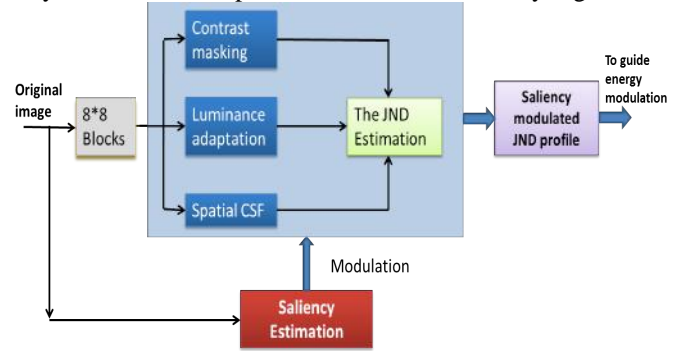 Contrast
masking
To guide
energy
modulation
Original
image
8*8
Blocks
Luminance
adaptation
The JND
Estimation
Saliency
modulated
JND profile
Spatial CSF
Modulation
Saliency
Estimation